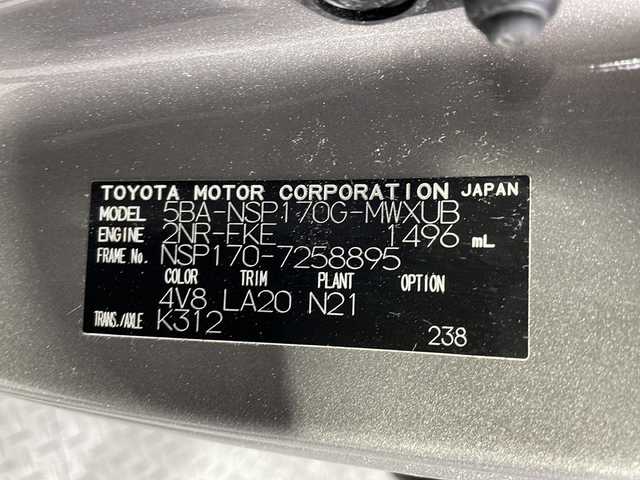 TOYOTA MOTOR CORPORATION JAPAN
MODEL 5BA-NSP170G-MWXUB
ENGINE 2NR-FKE 1496 mL
FRAME No. NSP170-7258895
COLOR TRIM PLANT OPTION
4V8 LA20 N21
TRANS./AXLE K312
238